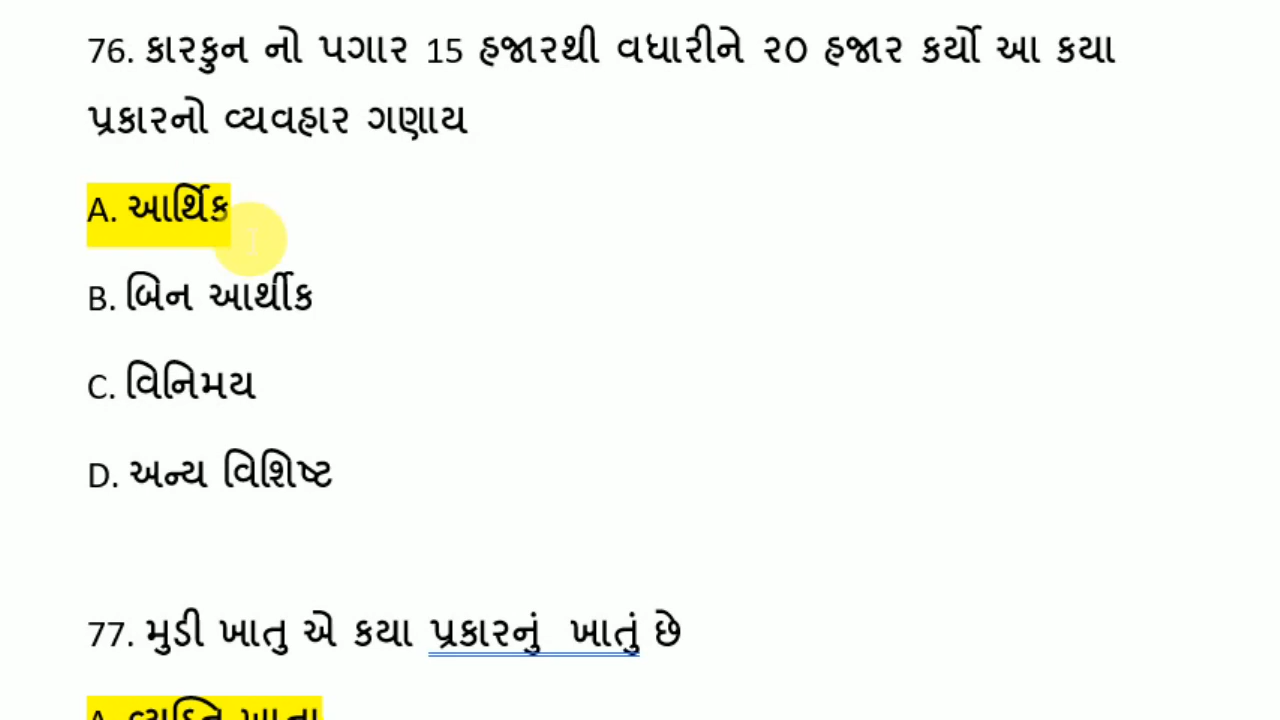 76. કારકુન નો પગાર 15 હજારથી વધારીને ૨૦ હજાર કર્યો આ કયા
પ્રકારનો વ્યવહાર ગણાય
A. આર્થિક
B. બિન આર્થીક
C. વિનિમય
D. અન્ય વિશિષ્ટ
77. મુડી ખાતુ એ કયા પ્રકારનું ખાતું છે
A.